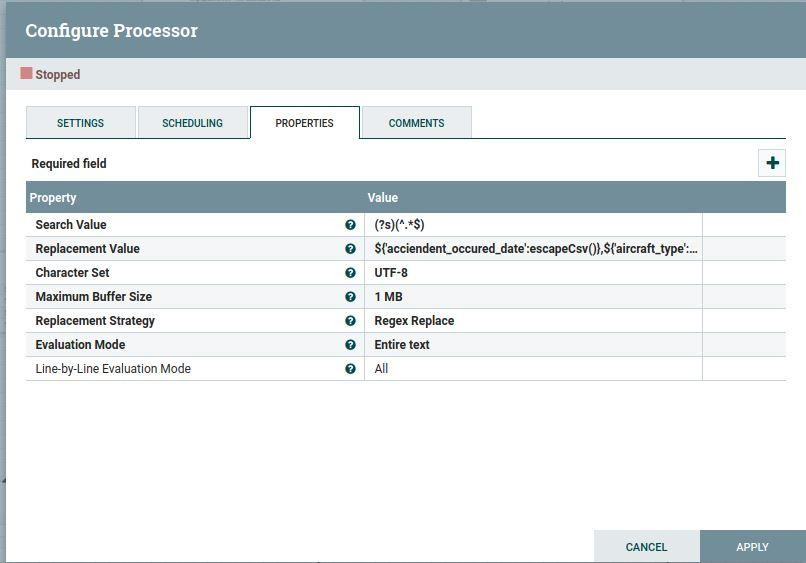 Configure Processor
Stopped
SETTINGS SCHEDULING PROPERTIES COMMENTS
Required field
Property Value
Search Value (?s)(^.*$)
Replacement Value ${'acciendent_occured_date':escapeCsv()},${'aircraft_type':...
Character Set UTF-8
Maximum Buffer Size 1 MB
Replacement Strategy Regex Replace
Evaluation Mode Entire text
Line-by-Line Evaluation Mode All
CANCEL APPLY